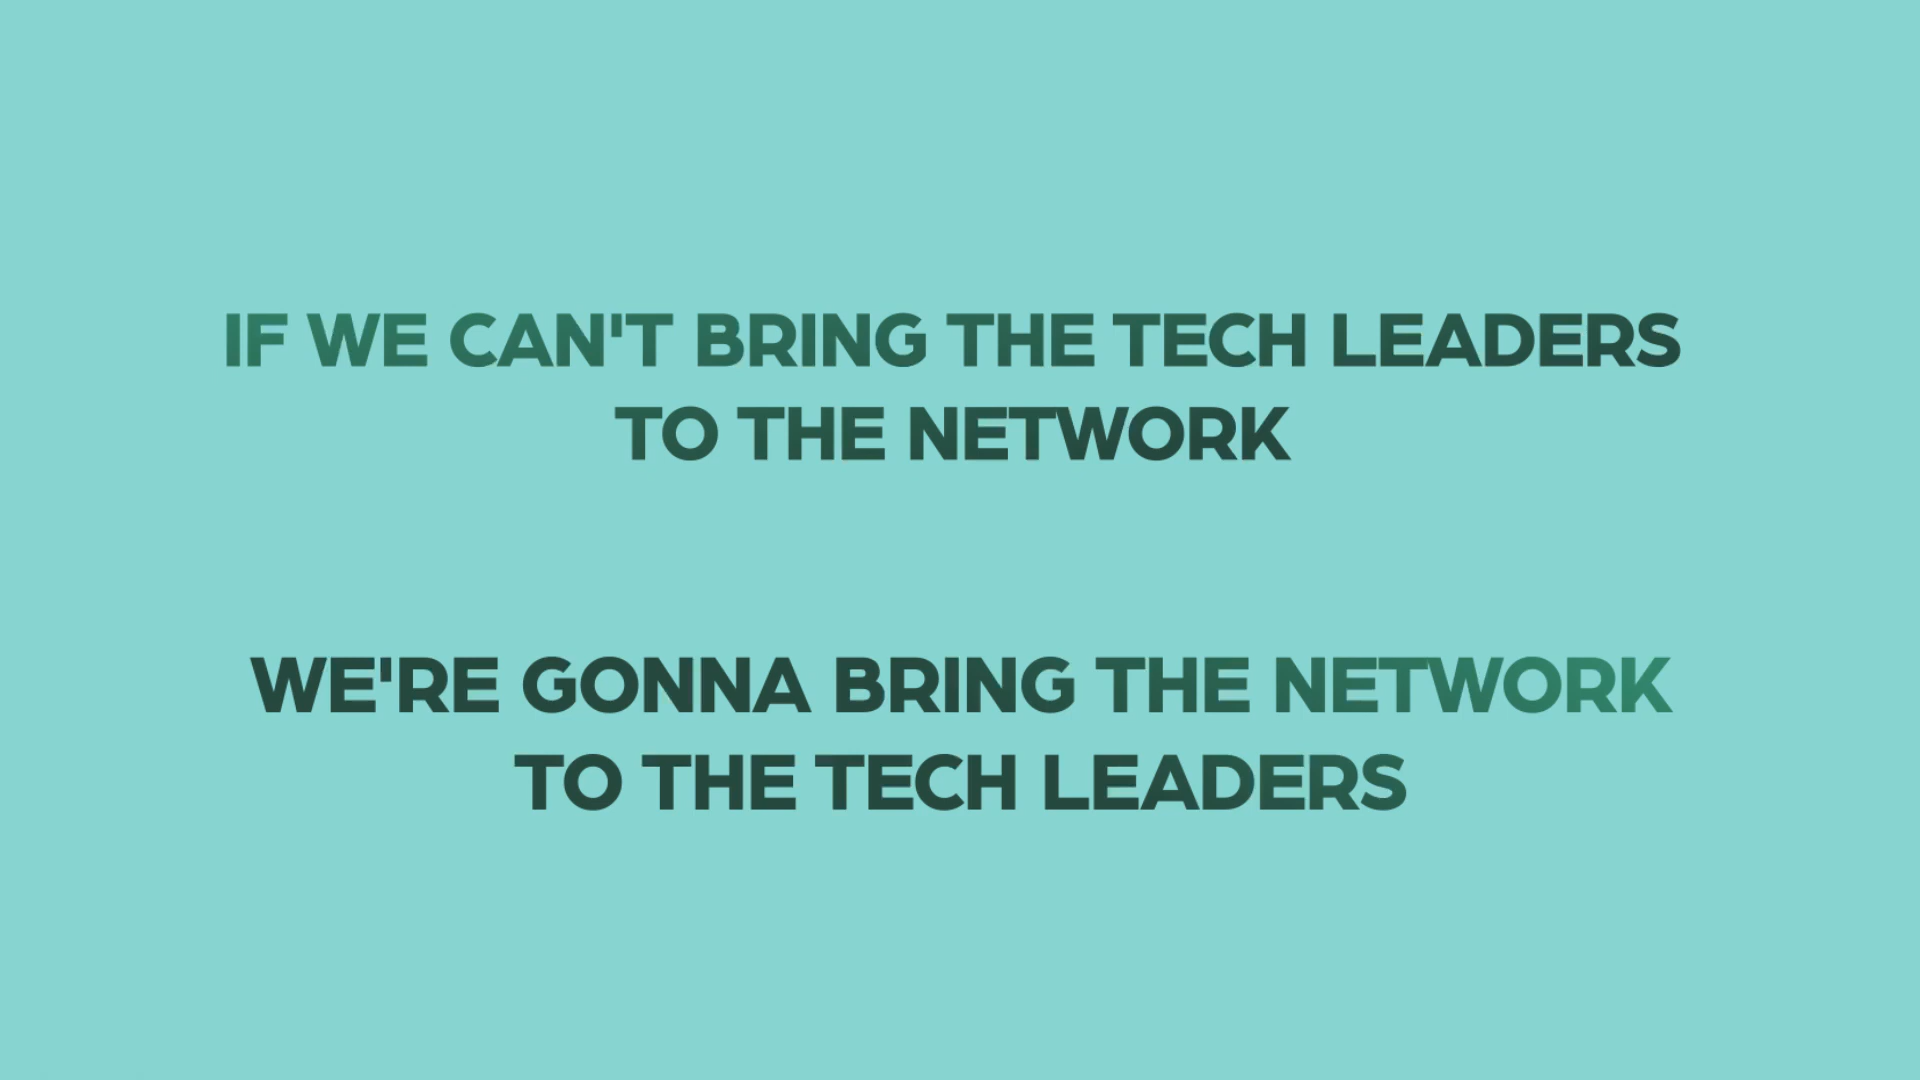 IF WE CAN'T BRING THE TECH LEADERS
TO THE NETWORK
WE'RE GONNA BRING THE NETWORK
TO THE TECH LEADERS